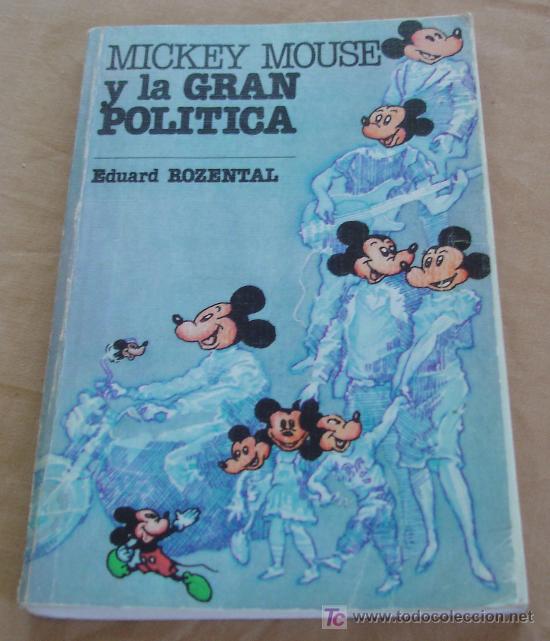 MICKEY MOUSE
y la GRAN
POLITICA
Eduard ROZENTAL
© www.todocoleccion.net